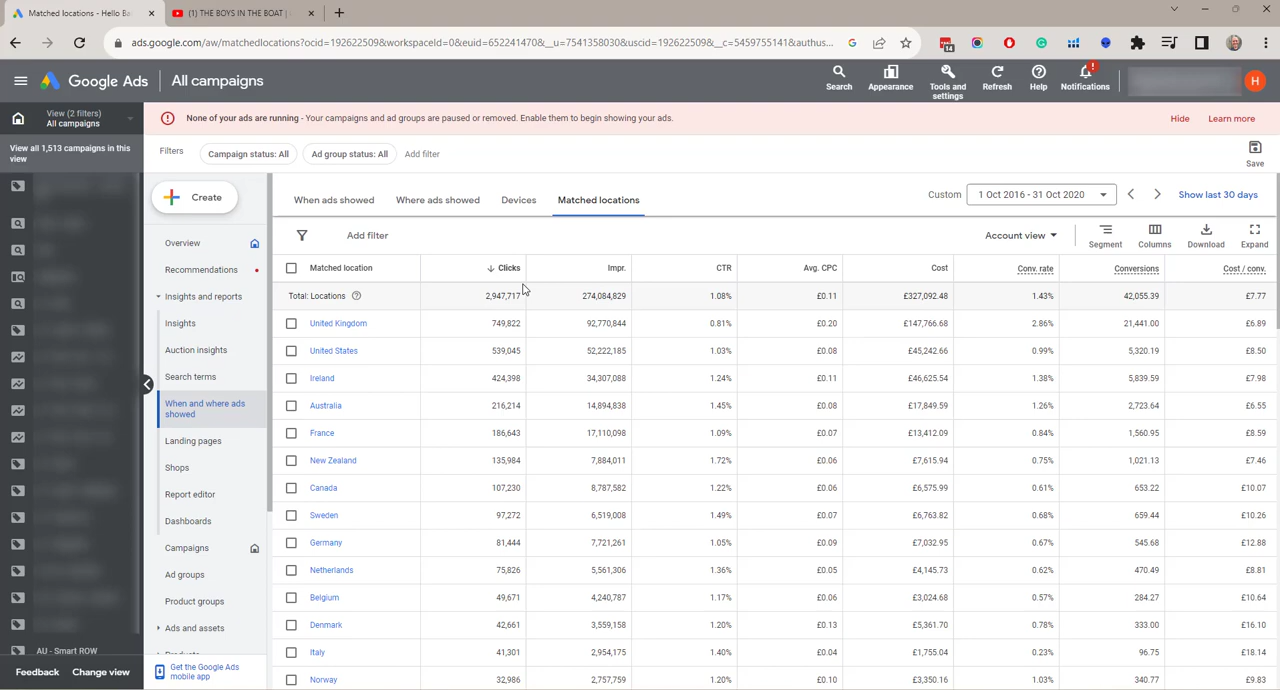 Matched locations - Hello Ba
(1) THE BOYS IN THE BOAT |
ads.google.com/aw/matchedlocations?ocid=192622509&workspaceId=0&euid=652241470&__u=7541358030&uscid=192622509&__c=5459755141&authus...
14
Google Ads
All campaigns
Search
Appearance
Tools and
settings
Refresh
Help
Notifications
H
View (2 filters)
All campaigns
None of your ads are running - Your campaigns and ad groups are paused or removed. Enable them to begin showing your ads.
Hide
Learn more
View all 1,513 campaigns in this
view
Filters
Campaign status: All
Ad group status: All
Add filter
Save
Create
When ads showed
Where ads showed
Devices
Matched locations
Custom
1 Oct 2016 - 31 Oct 2020
Show last 30 days
Add filter
Account view
Segment
Columns
Download
Expand
Overview
Recommendations
Insights and reports
Insights
Auction insights
Search terms
When and where ads
showed
Landing pages
Shops
Report editor
Dashboards
Campaigns
Ad groups
Product groups
Ads and assets
Get the Google Ads
mobile app
AU - Smart ROW
Feedback
Change view
Matched location Clicks Impr. CTR Avg. CPC Cost Conv. rate Conversions Cost / conv.
Total: Locations 2,947,717 274,084,829 1.08% £0.11 £327,092.48 1.43% 42,055.39 £7.77
United Kingdom 749,822 92,770,844 0.81% £0.20 £147,766.68 2.86% 21,441.00 £6.89
United States 539,045 52,222,185 1.03% £0.08 £45,242.66 0.99% 5,320.19 £8.50
Ireland 424,398 34,307,088 1.24% £0.11 £46,625.54 1.38% 5,839.59 £7.98
Australia 216,214 14,894,838 1.45% £0.08 £17,849.59 1.26% 2,723.64 £6.55
France 186,643 17,110,098 1.09% £0.07 £13,412.09 0.84% 1,560.95 £8.59
New Zealand 135,984 7,884,011 1.72% £0.06 £7,615.94 0.75% 1,021.13 £7.46
Canada 107,230 8,787,582 1.22% £0.06 £6,575.99 0.61% 653.22 £10.07
Sweden 97,272 6,519,008 1.49% £0.07 £6,763.82 0.68% 659.44 £10.26
Germany 81,444 7,721,261 1.05% £0.09 £7,032.95 0.67% 545.68 £12.88
Netherlands 75,826 5,561,306 1.36% £0.05 £4,145.73 0.62% 470.49 £8.81
Belgium 49,671 4,240,787 1.17% £0.06 £3,024.68 0.57% 284.27 £10.64
Denmark 42,661 3,559,158 1.20% £0.13 £5,361.70 0.78% 333.00 £16.10
Italy 41,301 2,954,175 1.40% £0.04 £1,755.04 0.23% 96.75 £18.14
Norway 32,986 2,757,759 1.20% £0.10 £3,350.16 1.03% 340.77 £9.83